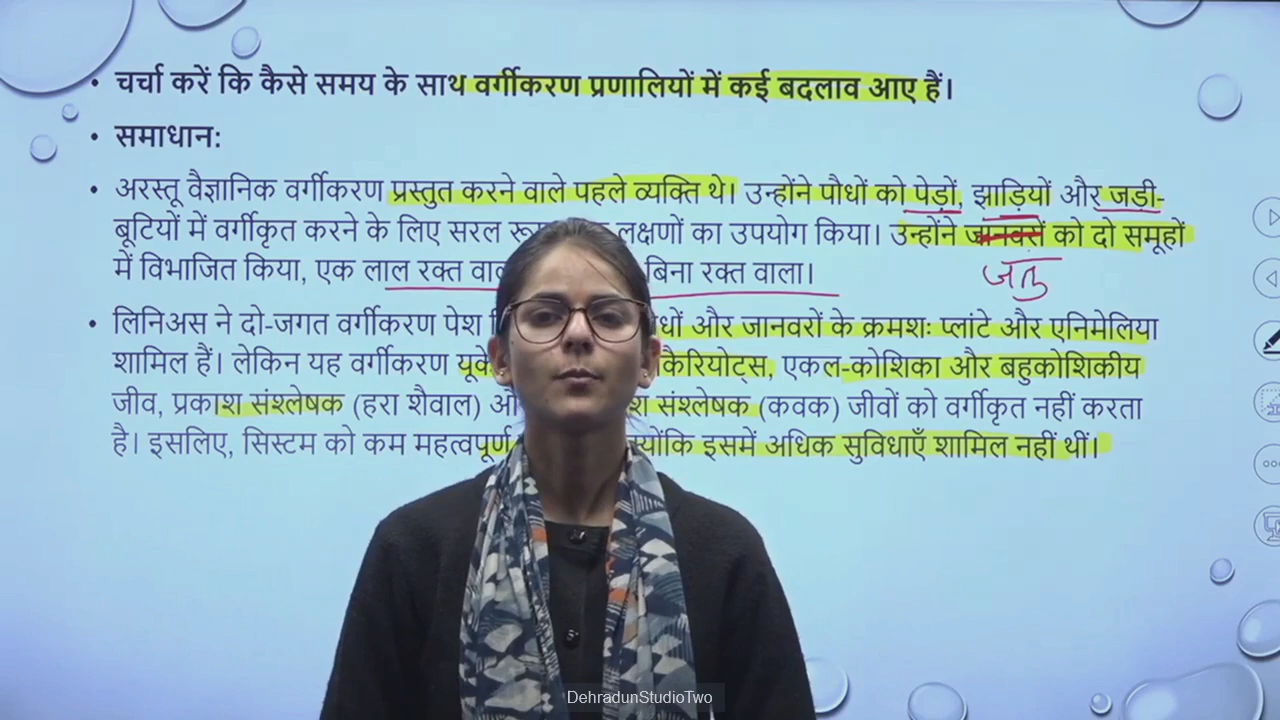 चर्चा करें कि कैसे समय के साथ वर्गीकरण प्रणालियों में कई बदलाव आए हैं।
समाधान:
अरस्तू वैज्ञानिक वर्गीकरण प्रस्तुत करने वाले पहले व्यक्ति थे। उन्होंने पौधों को पेड़ों, झाड़ियों और जड़ी-
बूटियों में वर्गीकृत करने के लिए सरल लक्षणों का उपयोग किया। उन्होंने जानवरों को दो समूहों
में विभाजित किया, एक लाल रक्त बिना रक्त वाला।
जन्तु
लिनिअस ने दो-जगत वर्गीकरण पेश और जानवरों के क्रमशः प्लांटे और एनिमेलिया
शामिल हैं। लेकिन यह वर्गीकरण एकल-कोशिका और बहुकोशिकीय
जीव, प्रकाश संश्लेषक (हरा शैवाल) संश्लेषक (कवक) जीवों को वर्गीकृत नहीं करता
है। इसलिए, सिस्टम को कम महत्वपूर्ण इसमें अधिक सुविधाएँ शामिल नहीं थीं।
DehradunStudioTwo